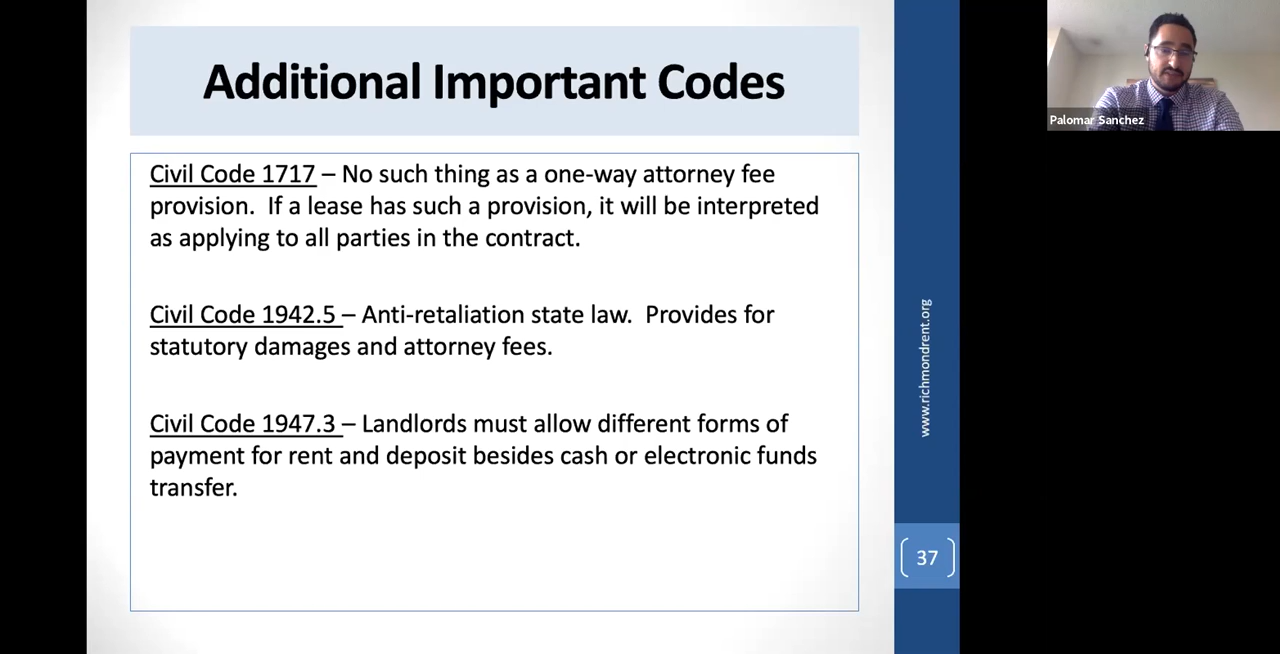 Additional Important Codes
Civil Code 1717 – No such thing as a one-way attorney fee
provision.  If a lease has such a provision, it will be interpreted
as applying to all parties in the contract.
Civil Code 1942.5 – Anti-retaliation state law.  Provides for
statutory damages and attorney fees.
Civil Code 1947.3 – Landlords must allow different forms of
payment for rent and deposit besides cash or electronic funds
transfer.
www.richmondrent.org
37
Palomar Sanchez